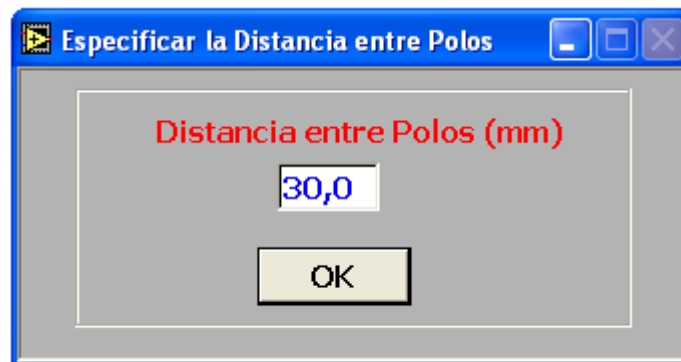 Especificar la Distancia entre Polos
Distancia entre Polos (mm)
30,0
OK